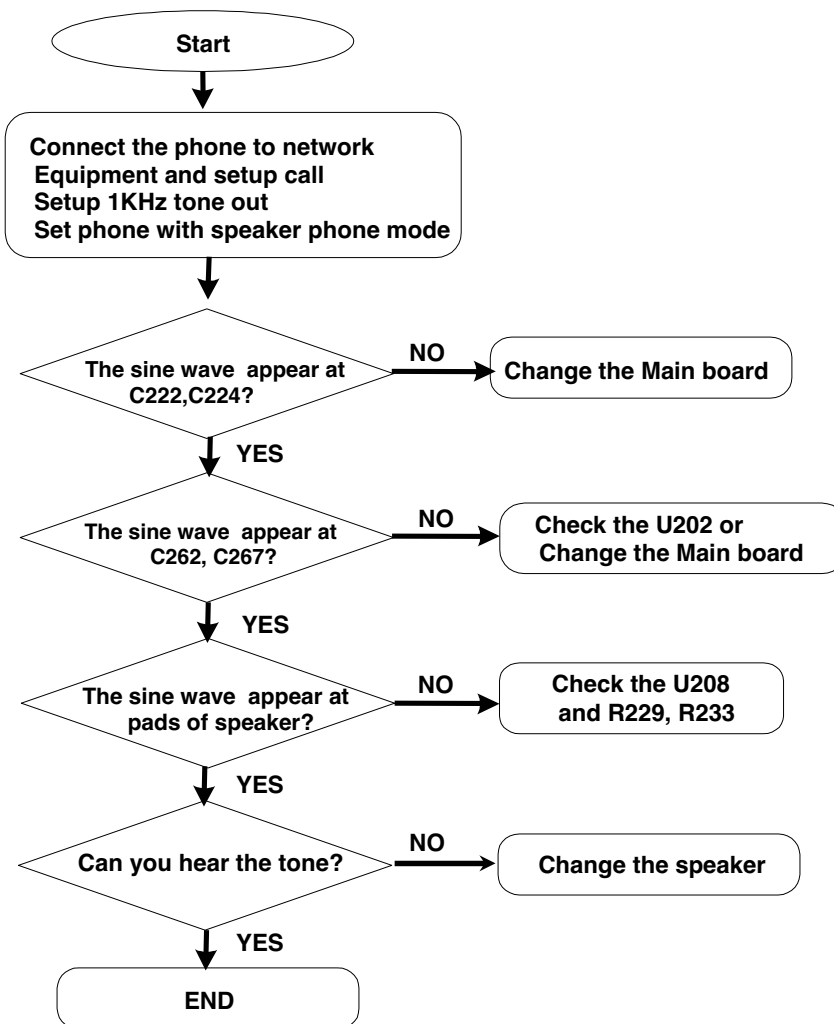 Start
Connect the phone to network
Equipment and setup call
Setup 1KHz tone out
Set phone with speaker phone mode
The sine wave appear at
C222,C224?
NO
Change the Main board
YES
The sine wave appear at
C262, C267?
NO
Check the U202 or
Change the Main board
YES
The sine wave appear at
pads of speaker?
NO
Check the U208
and R229, R233
YES
Can you hear the tone?
NO
Change the speaker
YES
END